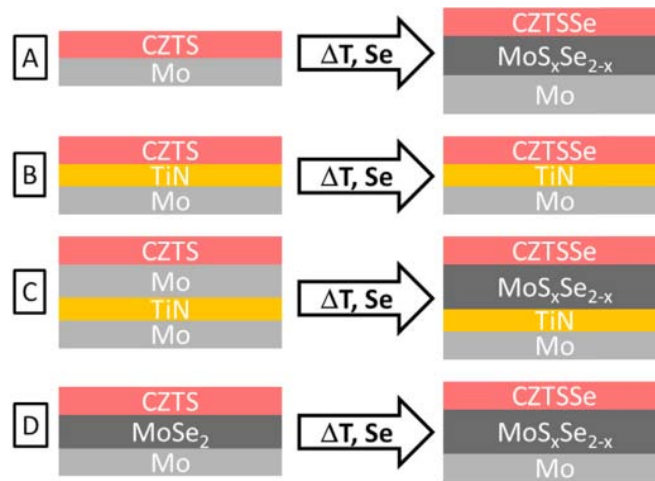 A
CZTS
Mo
ΔT, Se
CZTSSe
MoSₓSe₂₋ₓ
Mo
B
CZTS
TiN
Mo
ΔT, Se
CZTSSe
TiN
Mo
C
CZTS
Mo
TiN
Mo
ΔT, Se
CZTSSe
MoSₓSe₂₋ₓ
TiN
Mo
D
CZTS
MoSe₂
Mo
ΔT, Se
CZTSSe
MoSₓSe₂₋ₓ
Mo